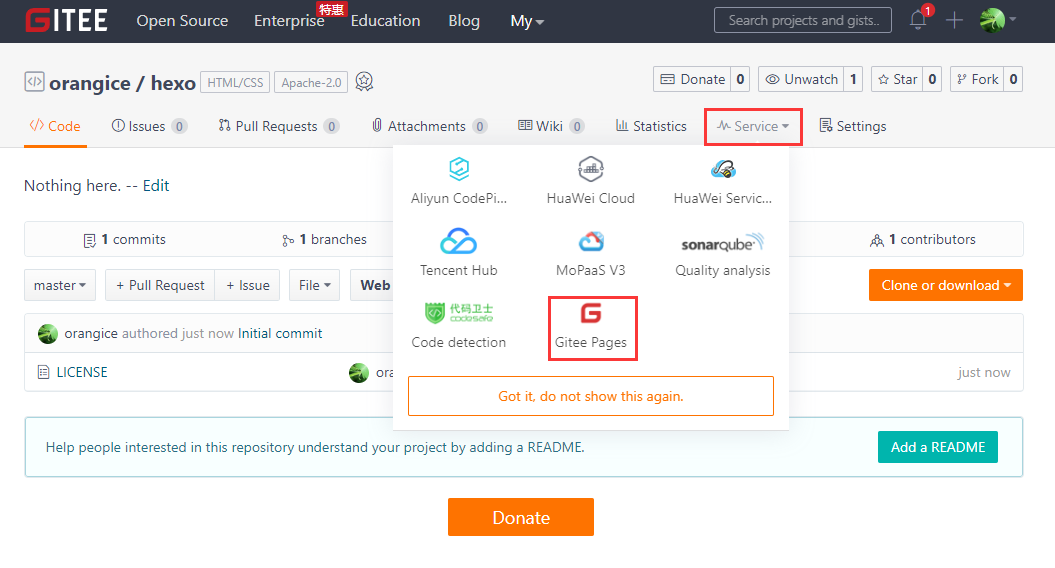 GITEE Open Source Enterprise 特惠 Education Blog My Search projects and gists.. 1
orangice / hexo HTML/CSS Apache-2.0 Donate 0 Unwatch 1 Star 0 Fork 0
Code Issues 0 Pull Requests 0 Attachments 0 Wiki 0 Statistics Service Settings
Nothing here. -- Edit
Aliyun CodePi... HuaWei Cloud HuaWei Servic...
1 commits 1 branches 1 contributors
sonarqube
Tencent Hub MoPaaS V3 Quality analysis
master + Pull Request + Issue File Web Clone or download
代码卫士
codesafe
Code detection Gitee Pages
orangice authored just now Initial commit
LICENSE ora just now
Got it, do not show this again.
Help people interested in this repository understand your project by adding a README. Add a README
Donate